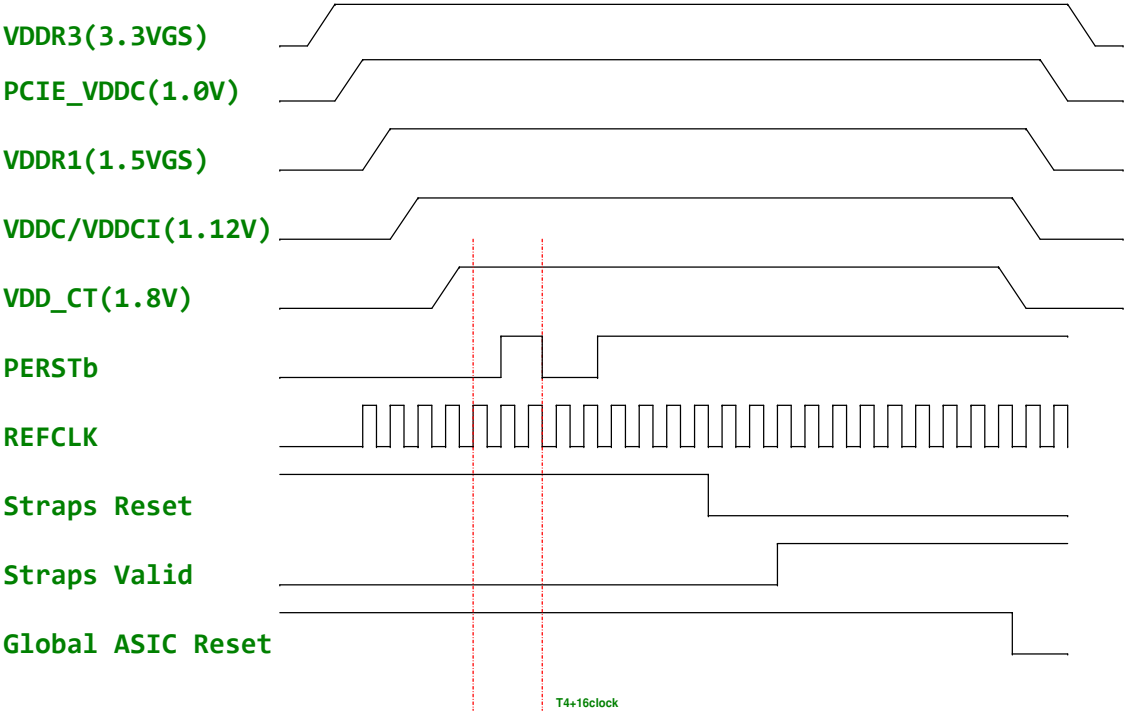 VDDR3(3.3VGS)
PCIE_VDDC(1.0V)
VDDR1(1.5VGS)
VDDC/VDDCI(1.12V)
VDD_CT(1.8V)
PERSTb
REFCLK
Straps Reset
Straps Valid
Global ASIC Reset
T4+16clock